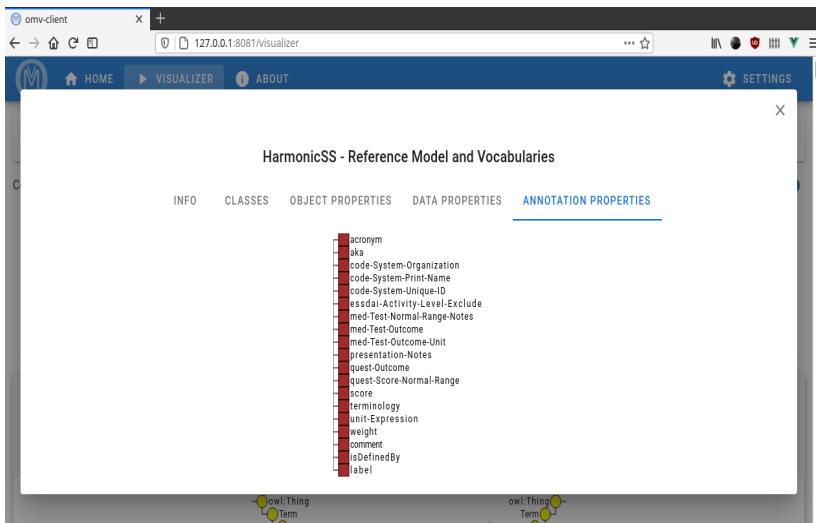 omv-client
127.0.0.1:8081/visualizer
HOME
VISUALIZER
ABOUT
SETTINGS
HarmonicSS - Reference Model and Vocabularies
INFO
CLASSES
OBJECT PROPERTIES
DATA PROPERTIES
ANNOTATION PROPERTIES
acronym
aka
code-System-Organization
code-System-Print-Name
code-System-Unique-ID
essdai-Activity-Level-Exclude
med-Test-Normal-Range-Notes
med-Test-Outcome
med-Test-Outcome-Unit
presentation-Notes
quest-Outcome
quest-Score-Normal-Range
score
terminology
unit-Expression
weight
comment
isDefinedBy
label
owl:Thing
owl:Thing
Term
Term